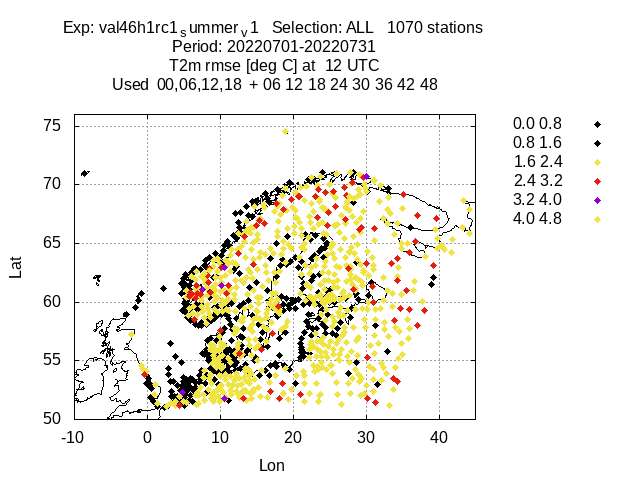 Exp: val46h1rc1summerv1 Selection: ALL 1070 stations
Period: 20220701-20220731
T2m rmse [deg C] at 12 UTC
Used 00,06,12,18 + 06 12 18 24 30 36 42 48
0.0 0.8
0.8 1.6
1.6 2.4
2.4 3.2
3.2 4.0
4.0 4.8
75
70
65
60
55
50
Lat
-10 0 10 20 30 40
Lon